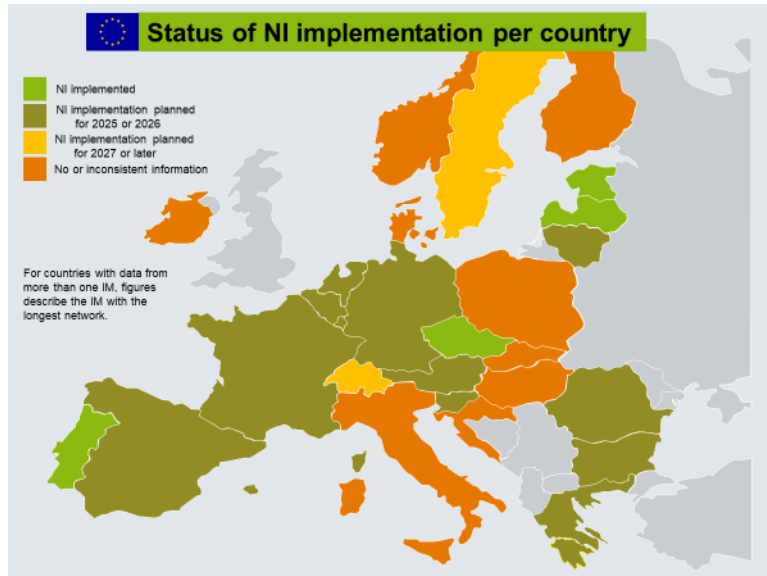 Status of NI implementation per country
NI implemented
NI implementation planned
for 2025 or 2026
NI implementation planned
for 2027 or later
No or inconsistent information
For countries with data from
more than one IM, figures
describe the IM with the
longest network.